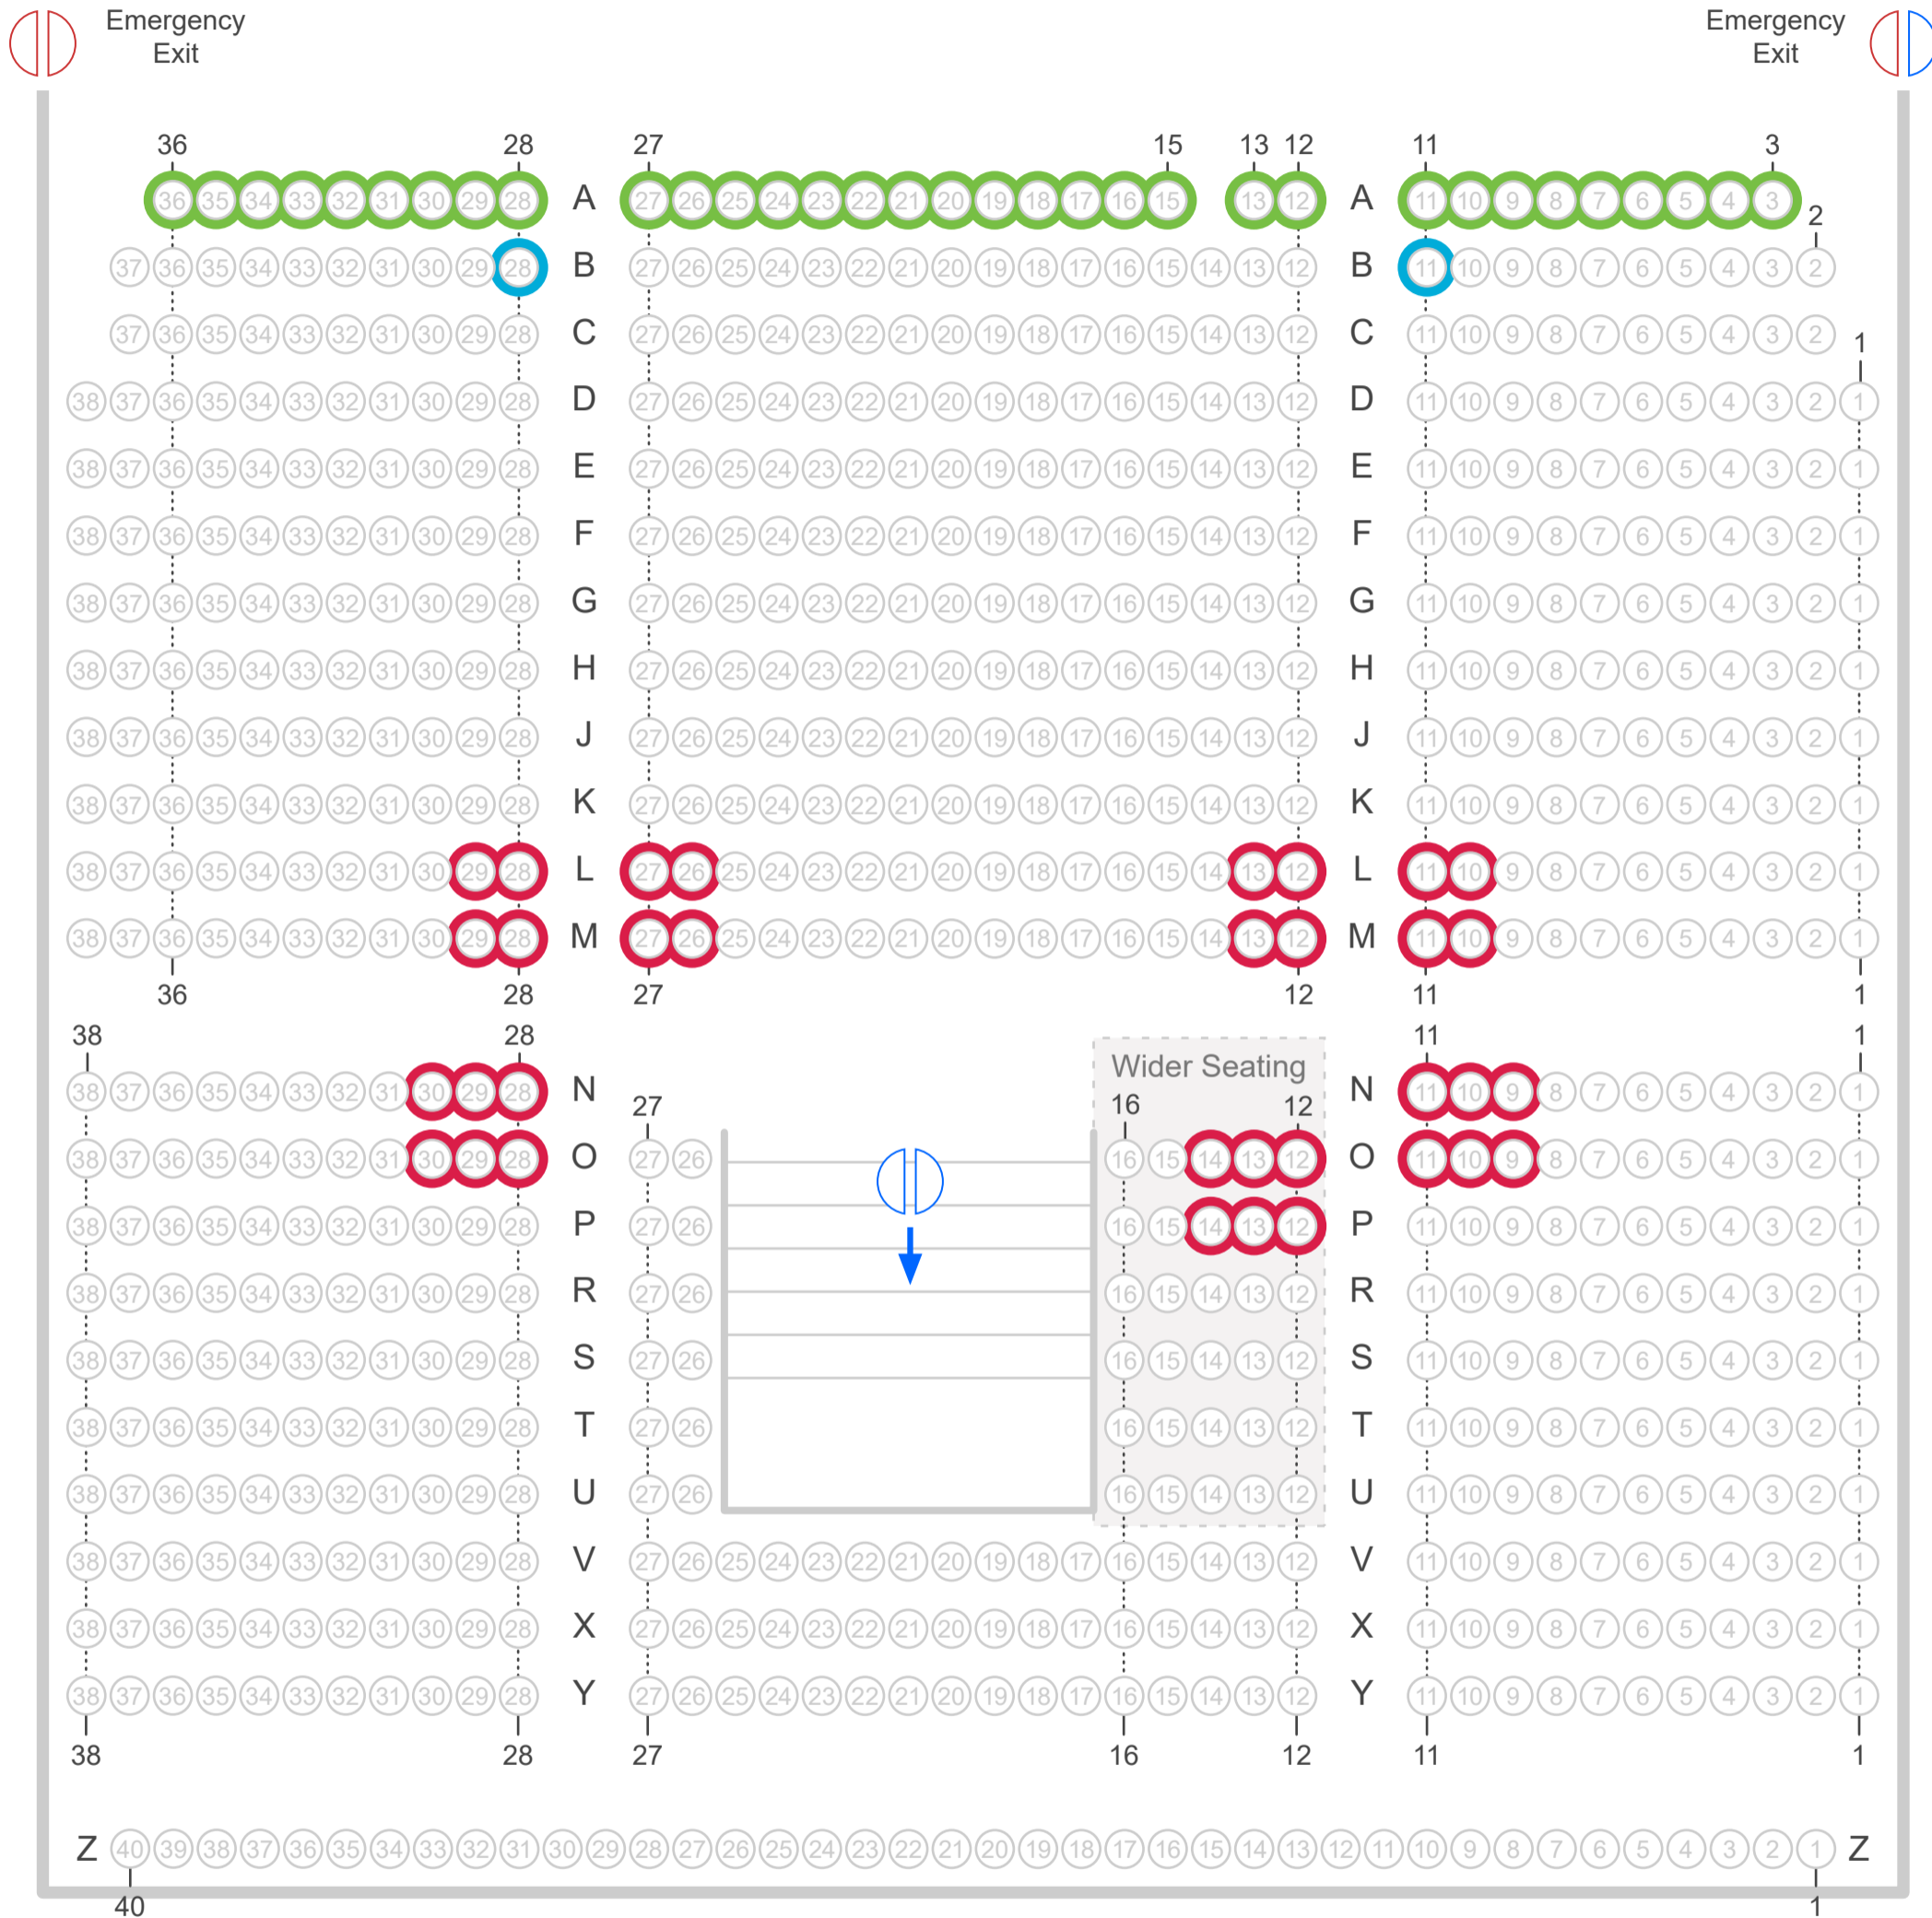 Emergency Exit Emergency Exit
36 28 27 15 13 12 11 3
36 35 34 33 32 31 30 29 28 A 27 26 25 24 23 22 21 20 19 18 17 16 15 13 12 A 11 10 9 8 7 6 5 4 3
2
37 36 35 34 33 32 31 30 29 28 B 27 26 25 24 23 22 21 20 19 18 17 16 15 14 13 12 B 11 10 9 8 7 6 5 4 3 2
37 36 35 34 33 32 31 30 29 28 C 27 26 25 24 23 22 21 20 19 18 17 16 15 14 13 12 C 11 10 9 8 7 6 5 4 3 2
1
38 37 36 35 34 33 32 31 30 29 28 D 27 26 25 24 23 22 21 20 19 18 17 16 15 14 13 12 D 11 10 9 8 7 6 5 4 3 2 1
38 37 36 35 34 33 32 31 30 29 28 E 27 26 25 24 23 22 21 20 19 18 17 16 15 14 13 12 E 11 10 9 8 7 6 5 4 3 2 1
38 37 36 35 34 33 32 31 30 29 28 F 27 26 25 24 23 22 21 20 19 18 17 16 15 14 13 12 F 11 10 9 8 7 6 5 4 3 2 1
38 37 36 35 34 33 32 31 30 29 28 G 27 26 25 24 23 22 21 20 19 18 17 16 15 14 13 12 G 11 10 9 8 7 6 5 4 3 2 1
38 37 36 35 34 33 32 31 30 29 28 H 27 26 25 24 23 22 21 20 19 18 17 16 15 14 13 12 H 11 10 9 8 7 6 5 4 3 2 1
38 37 36 35 34 33 32 31 30 29 28 J 27 26 25 24 23 22 21 20 19 18 17 16 15 14 13 12 J 11 10 9 8 7 6 5 4 3 2 1
38 37 36 35 34 33 32 31 30 29 28 K 27 26 25 24 23 22 21 20 19 18 17 16 15 14 13 12 K 11 10 9 8 7 6 5 4 3 2 1
38 37 36 35 34 33 32 31 30 29 28 L 27 26 25 24 23 22 21 20 19 18 17 16 15 14 13 12 L 11 10 9 8 7 6 5 4 3 2 1
38 37 36 35 34 33 32 31 30 29 28 M 27 26 25 24 23 22 21 20 19 18 17 16 15 14 13 12 M 11 10 9 8 7 6 5 4 3 2 1
36 28 27 12 11 1
38 28 11 1
Wider Seating
38 37 36 35 34 33 32 31 30 29 28 N N 11 10 9 8 7 6 5 4 3 2 1
27 16 12
38 37 36 35 34 33 32 31 30 29 28 O 27 26 16 15 14 13 12 O 11 10 9 8 7 6 5 4 3 2 1
38 37 36 35 34 33 32 31 30 29 28 P 27 26 16 15 14 13 12 P 11 10 9 8 7 6 5 4 3 2 1
38 37 36 35 34 33 32 31 30 29 28 R 27 26 16 15 14 13 12 R 11 10 9 8 7 6 5 4 3 2 1
38 37 36 35 34 33 32 31 30 29 28 S 27 26 16 15 14 13 12 S 11 10 9 8 7 6 5 4 3 2 1
38 37 36 35 34 33 32 31 30 29 28 T 27 26 16 15 14 13 12 T 11 10 9 8 7 6 5 4 3 2 1
38 37 36 35 34 33 32 31 30 29 28 U 27 26 16 15 14 13 12 U 11 10 9 8 7 6 5 4 3 2 1
38 37 36 35 34 33 32 31 30 29 28 V 27 26 25 24 23 22 21 20 19 18 17 16 15 14 13 12 V 11 10 9 8 7 6 5 4 3 2 1
38 37 36 35 34 33 32 31 30 29 28 X 27 26 25 24 23 22 21 20 19 18 17 16 15 14 13 12 X 11 10 9 8 7 6 5 4 3 2 1
38 37 36 35 34 33 32 31 30 29 28 Y 27 26 25 24 23 22 21 20 19 18 17 16 15 14 13 12 Y 11 10 9 8 7 6 5 4 3 2 1
38 28 27 16 12 11 1
Z 40 39 38 37 36 35 34 33 32 31 30 29 28 27 26 25 24 23 22 21 20 19 18 17 16 15 14 13 12 11 10 9 8 7 6 5 4 3 2 1 Z
40 1